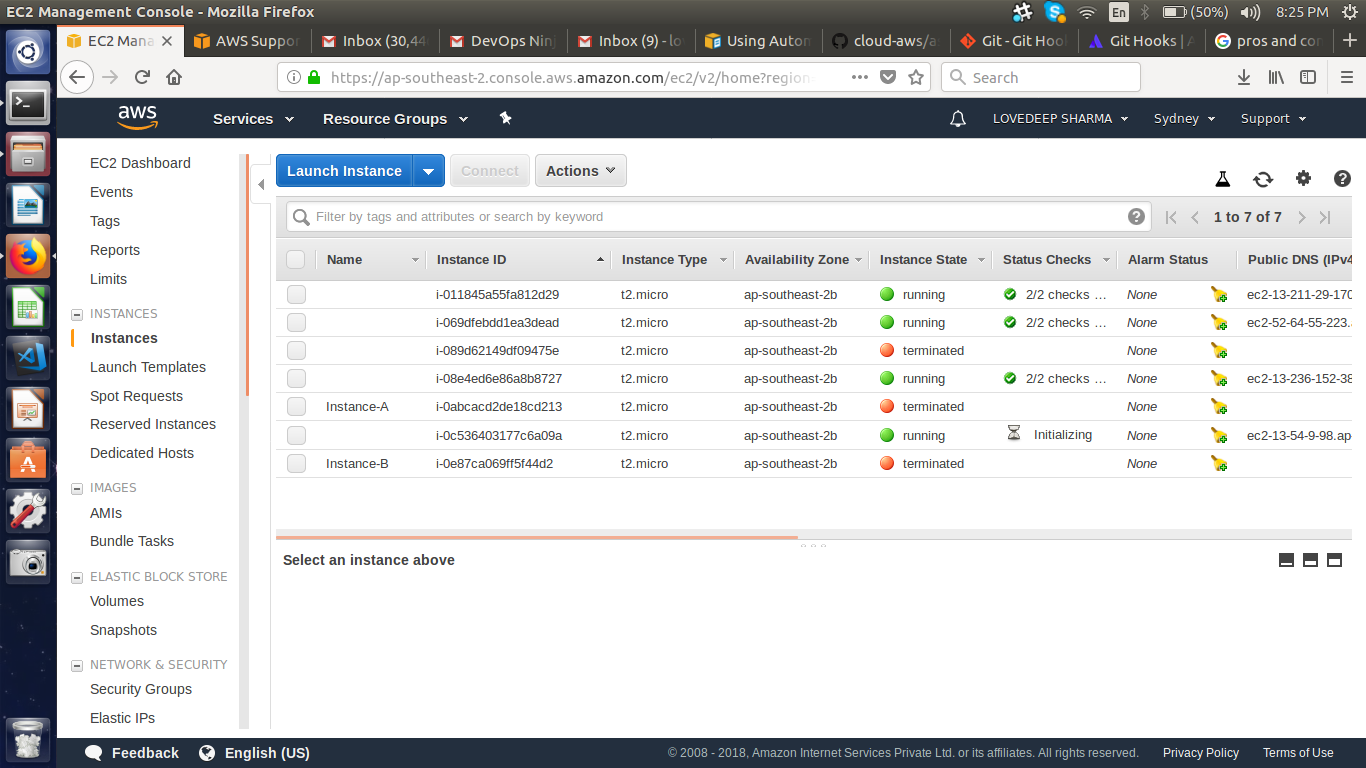 EC2 Management Console - Mozilla Firefox
En (50%) 8:25 PM
EC2 Mana
AWS Suppor
Inbox (30,44
DevOps Nin
Inbox (9) - lo
Using Autom
cloud-aws/a
Git - Git Hool
Git Hooks | A
pros and con
https://ap-southeast-2.console.aws.amazon.com/ec2/v2/home?region
Search
aws Services Resource Groups LOVEDEEP SHARMA Sydney Support
EC2 Dashboard
Events
Tags
Reports
Limits
INSTANCES
Instances
Launch Templates
Spot Requests
Reserved Instances
Dedicated Hosts
IMAGES
AMIs
Bundle Tasks
ELASTIC BLOCK STORE
Volumes
Snapshots
NETWORK & SECURITY
Security Groups
Elastic IPs
Launch Instance Connect Actions
Filter by tags and attributes or search by keyword 1 to 7 of 7
Name Instance ID Instance Type Availability Zone Instance State Status Checks Alarm Status Public DNS (IPv4
i-011845a55fa812d29 t2.micro ap-southeast-2b running 2/2 checks ... None ec2-13-211-29-170
i-069dfebdd1ea3dead t2.micro ap-southeast-2b running 2/2 checks ... None ec2-52-64-55-223.
i-089d62149df09475e t2.micro ap-southeast-2b terminated None
i-08e4ed6e86a8b8727 t2.micro ap-southeast-2b running 2/2 checks ... None ec2-13-236-152-38
Instance-A i-0abcacd2de18cd213 t2.micro ap-southeast-2b terminated None
i-0c536403177c6a09a t2.micro ap-southeast-2b running Initializing None ec2-13-54-9-98.ap-
Instance-B i-0e87ca069ff5f44d2 t2.micro ap-southeast-2b terminated None
Select an instance above
Feedback English (US) © 2008 - 2018, Amazon Internet Services Private Ltd. or its affiliates. All rights reserved. Privacy Policy Terms of Use